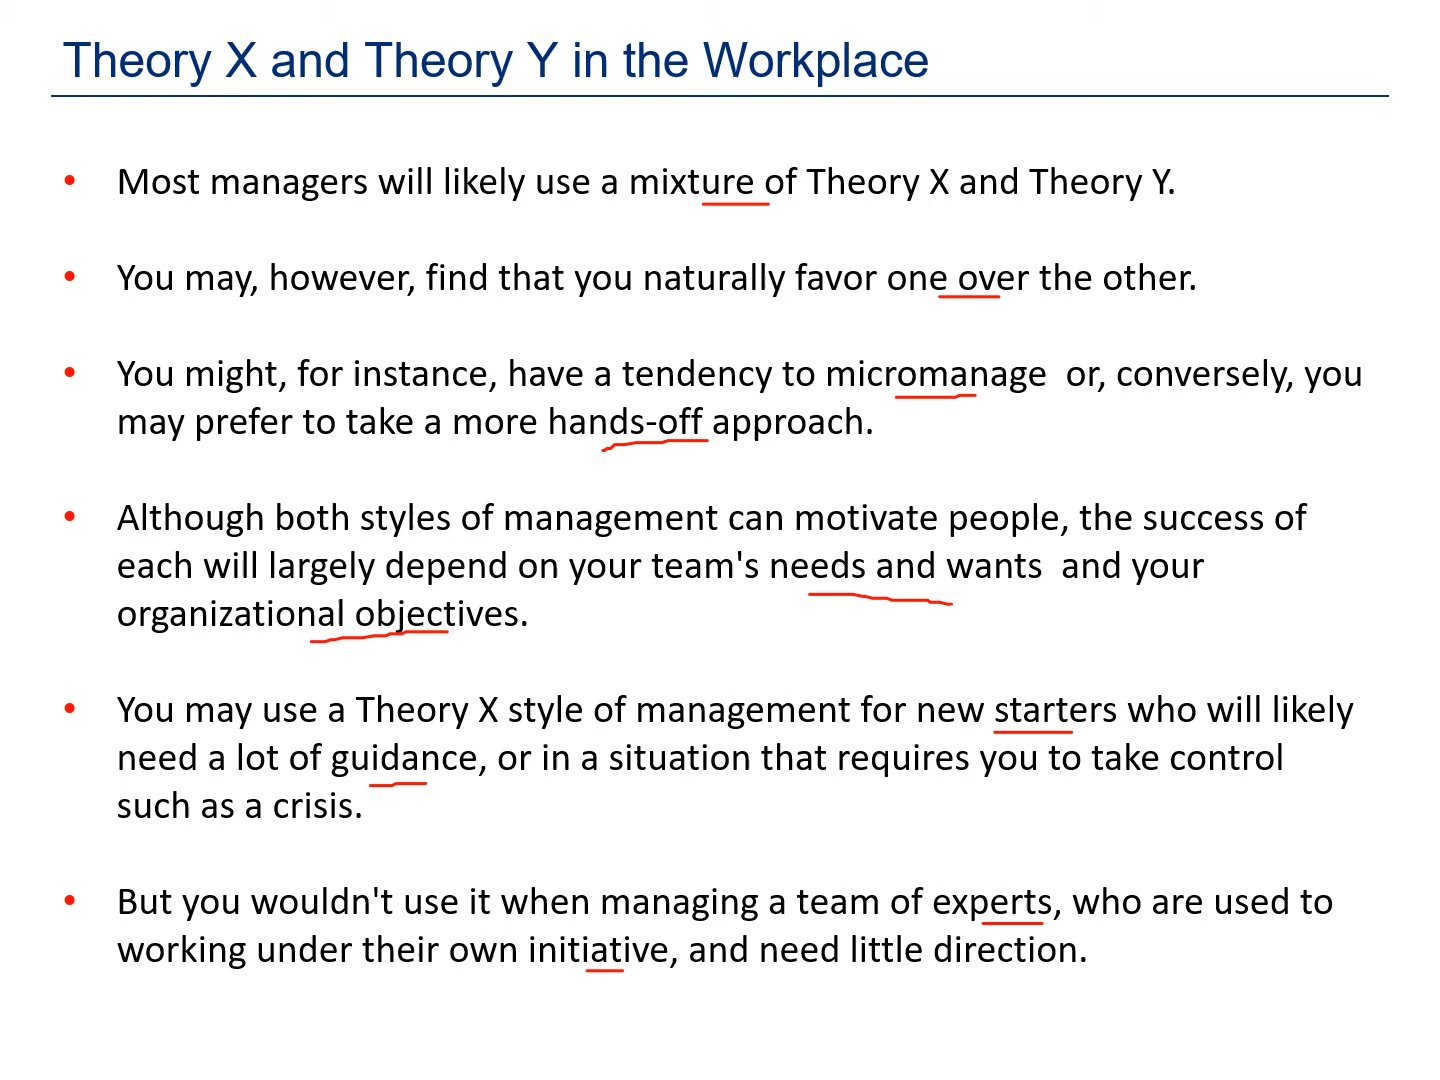 Theory X and Theory Y in the Workplace
• Most managers will likely use a mixture of Theory X and Theory Y.
• You may, however, find that you naturally favor one over the other.
• You might, for instance, have a tendency to micromanage  or, conversely, you
may prefer to take a more hands-off approach.
• Although both styles of management can motivate people, the success of
each will largely depend on your team's needs and wants  and your
organizational objectives.
• You may use a Theory X style of management for new starters who will likely
need a lot of guidance, or in a situation that requires you to take control
such as a crisis.
• But you wouldn't use it when managing a team of experts, who are used to
working under their own initiative, and need little direction.